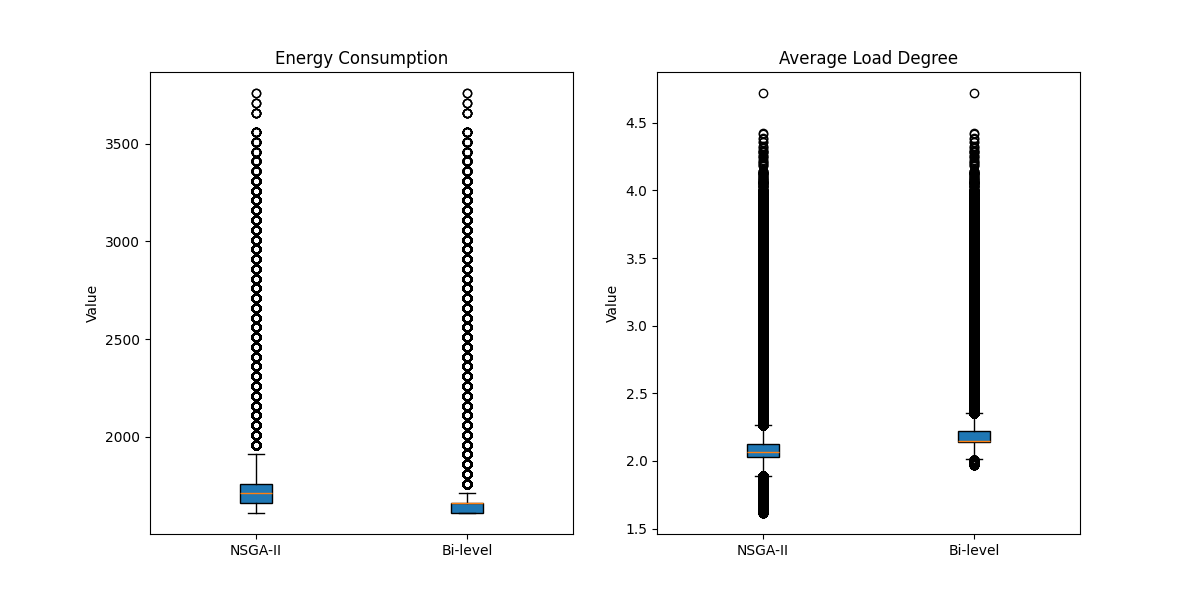 Energy Consumption
Value
3500
3000
2500
2000
NSGA-II
Bi-level
Average Load Degree
Value
4.5
4.0
3.5
3.0
2.5
2.0
1.5
NSGA-II
Bi-level